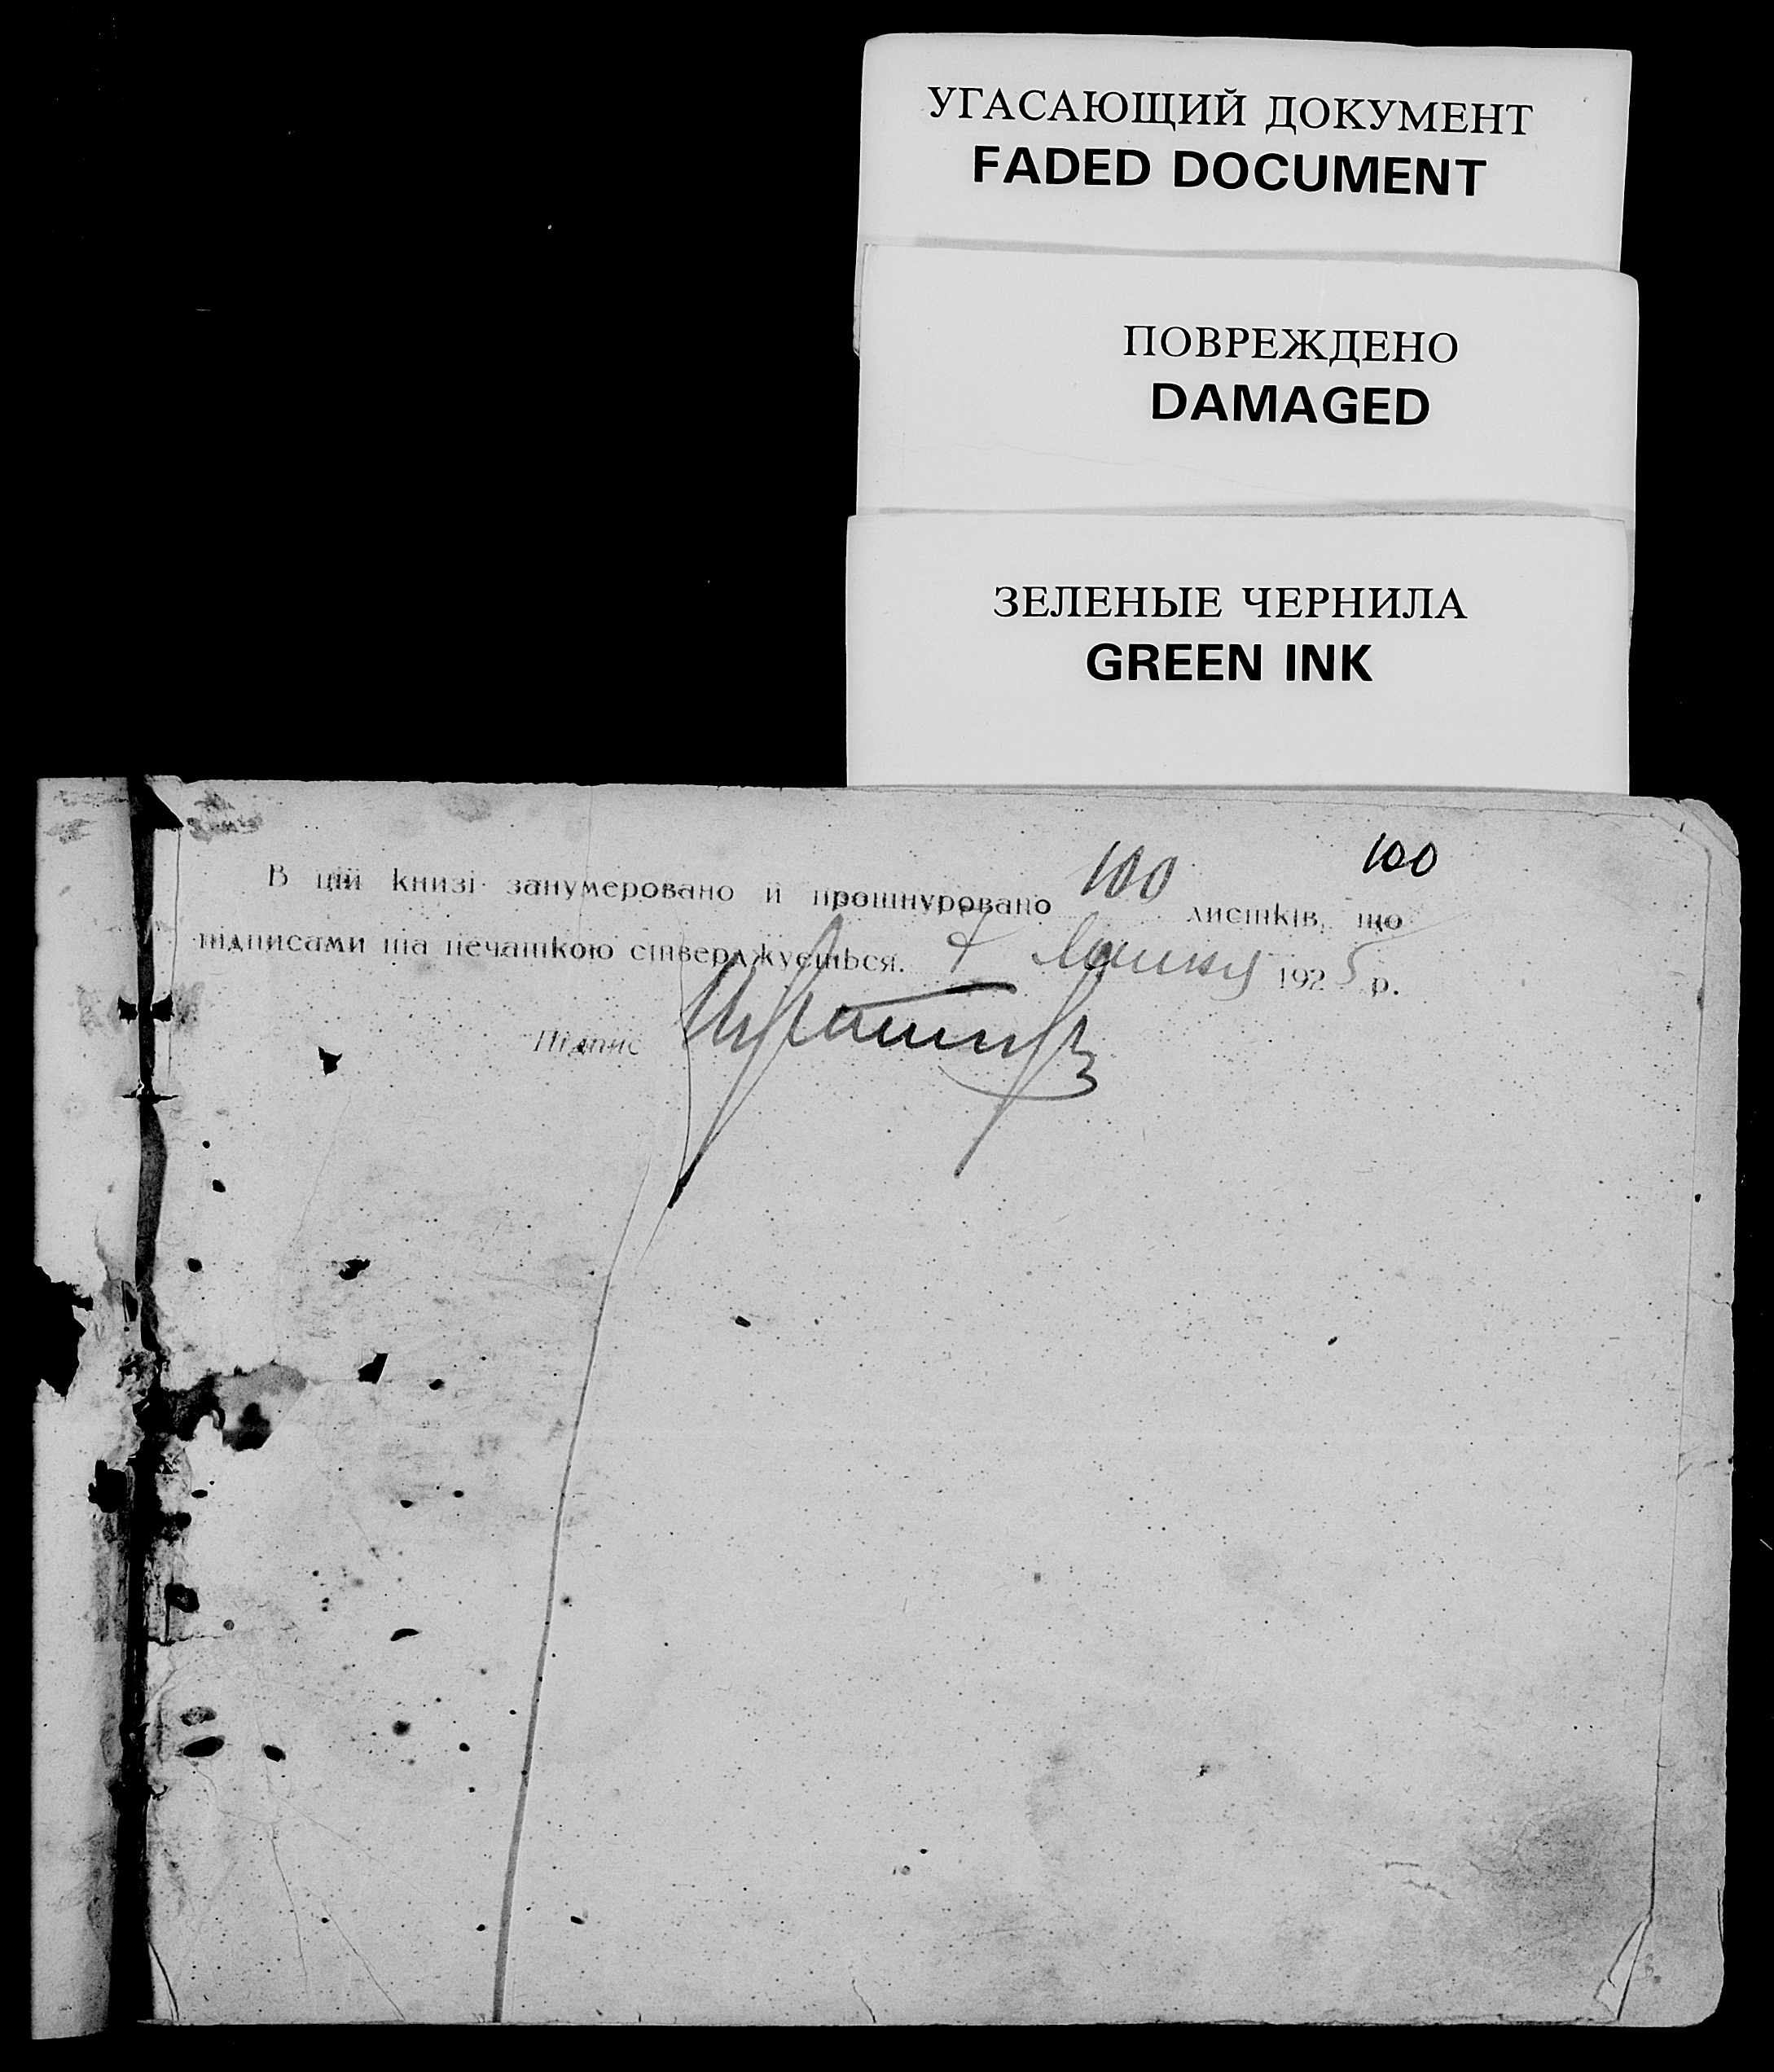 УГАСАЮЩИЙ ДОКУМЕНТ
FADED DOCUMENT
ПОВРЕЖДЕНО
DAMAGED
ЗЕЛЕНЫЕ ЧЕРНИЛА
GREEN INK
100
В цій книзі занумеровано й прошнуровано 100 листків, що
підписами та печаткою стверджується. 7 192 5 р.
Підпис